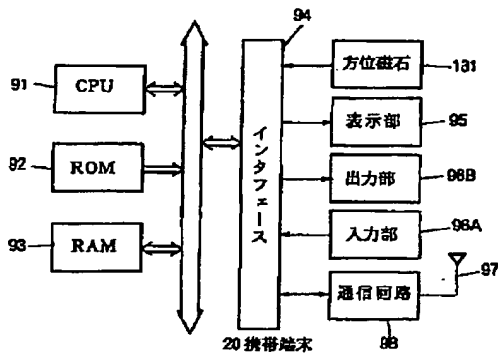 94
91
CPU
方位磁石
131
表示部
95
92
ROM
インタフェース
出力部
96B
93
RAM
入力部
96A
97
通信回路
98
20 携帯端末